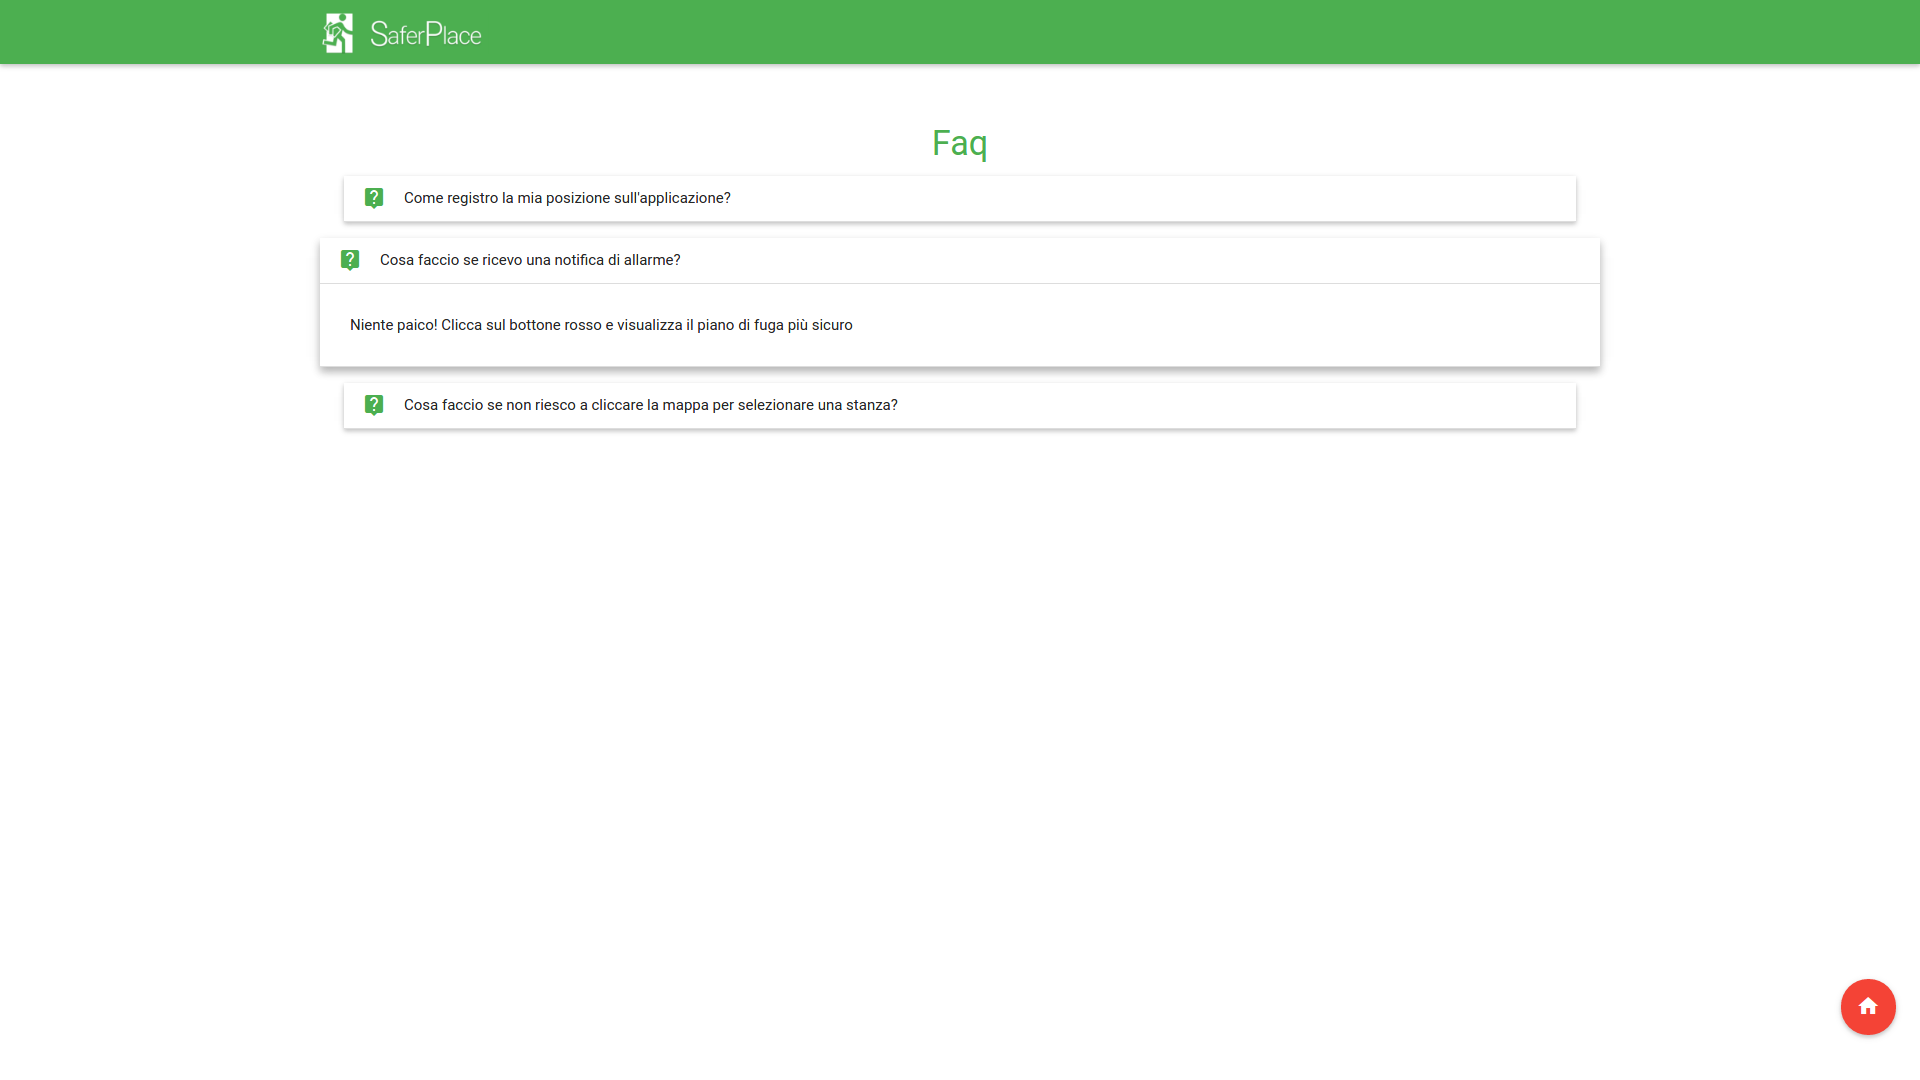 SaferPlace
Faq
Come registro la mia posizione sull'applicazione?
Cosa faccio se ricevo una notifica di allarme?
Niente paico! Clicca sul bottone rosso e visualizza il piano di fuga più sicuro
Cosa faccio se non riesco a cliccare la mappa per selezionare una stanza?